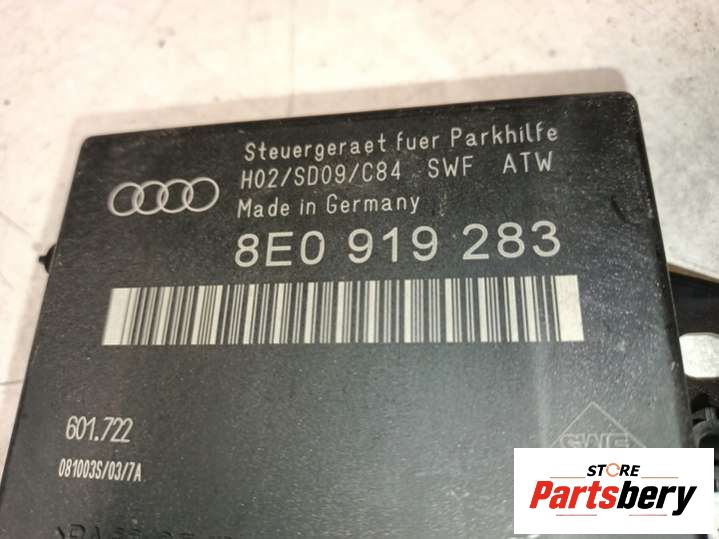 Steuergeraet fuer Parkhilfe
H02/SD09/C84 SWF ATW
Made in Germany
8E0 919 283
601.722
081003S/03/7A
SWF
STORE
Partsbery